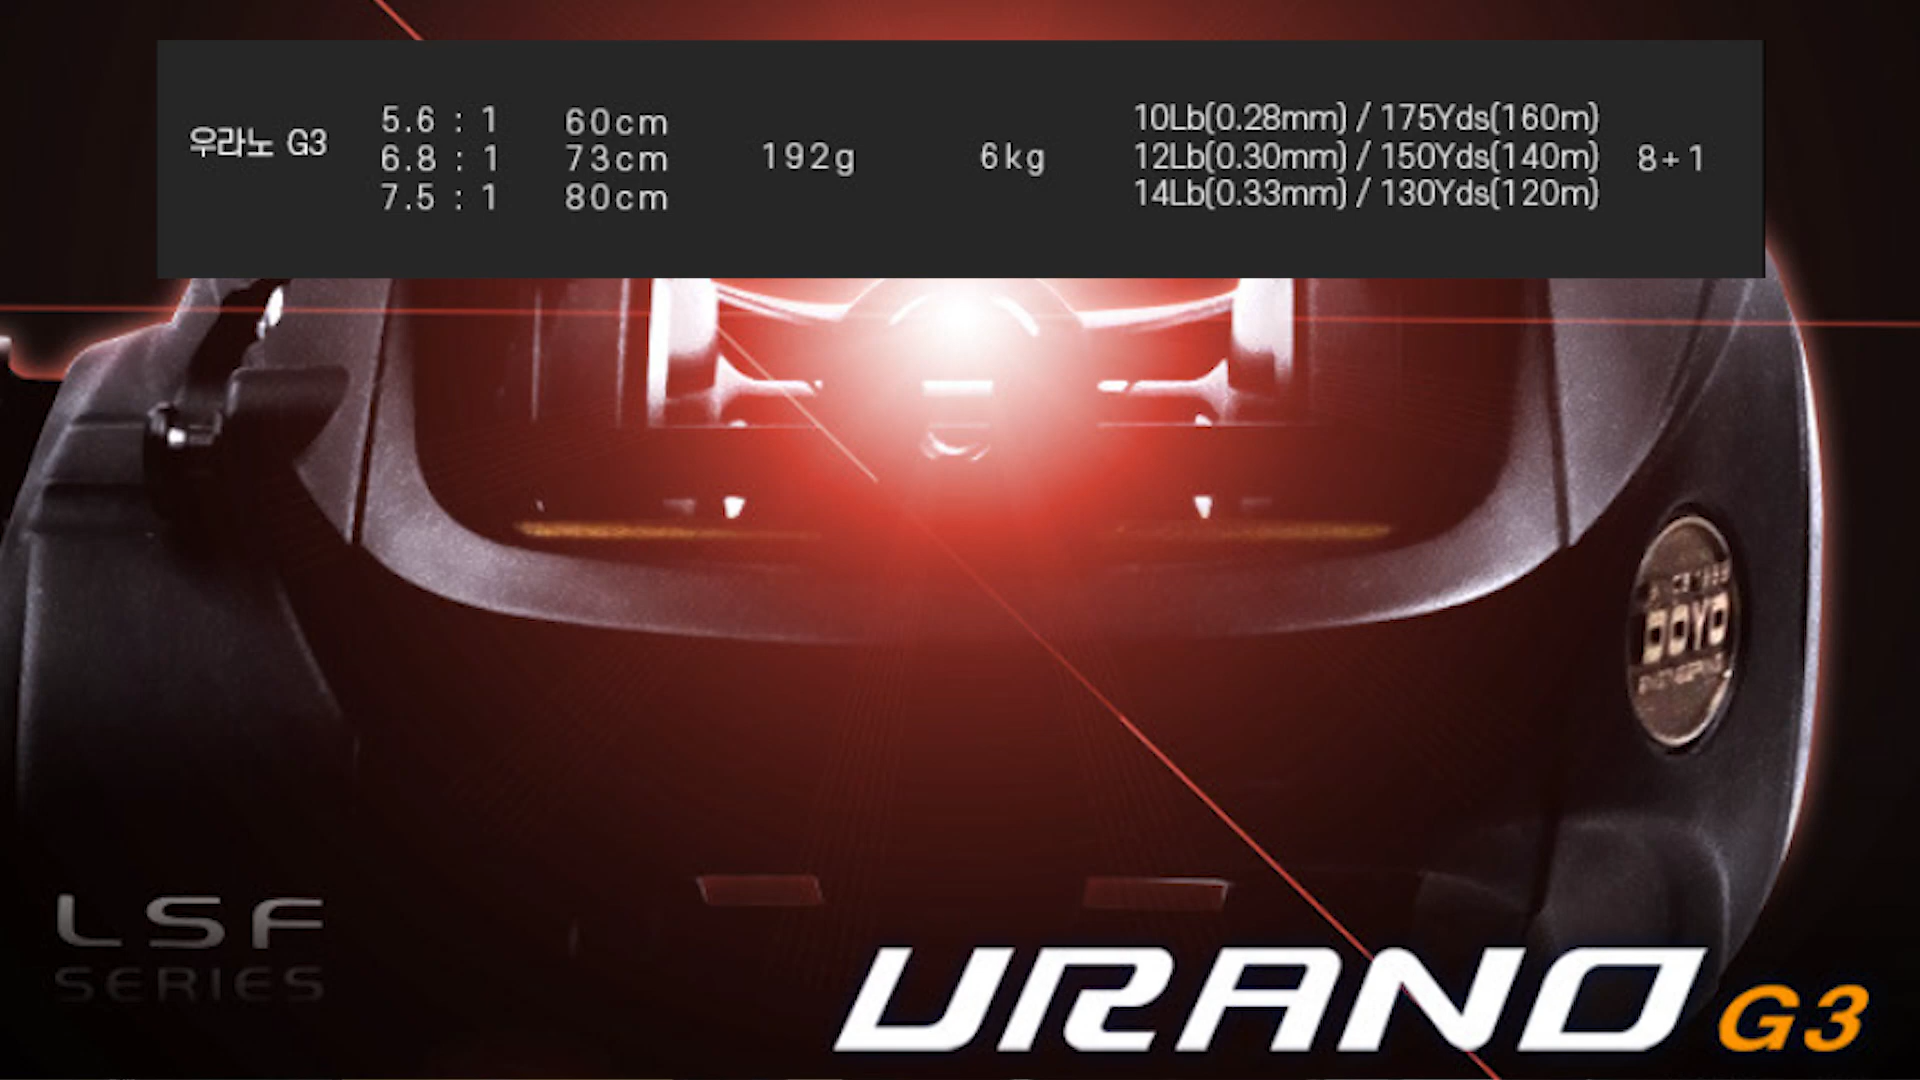 우라노 G3
5.6 : 1
6.8 : 1
7.5 : 1
60cm
73cm
80cm
192g
6kg
10Lb(0.28mm) / 175Yds(160m)
12Lb(0.30mm) / 150Yds(140m)
14Lb(0.33mm) / 130Yds(120m)
8+1
DOYO
LSF
SERIES
URANO G3